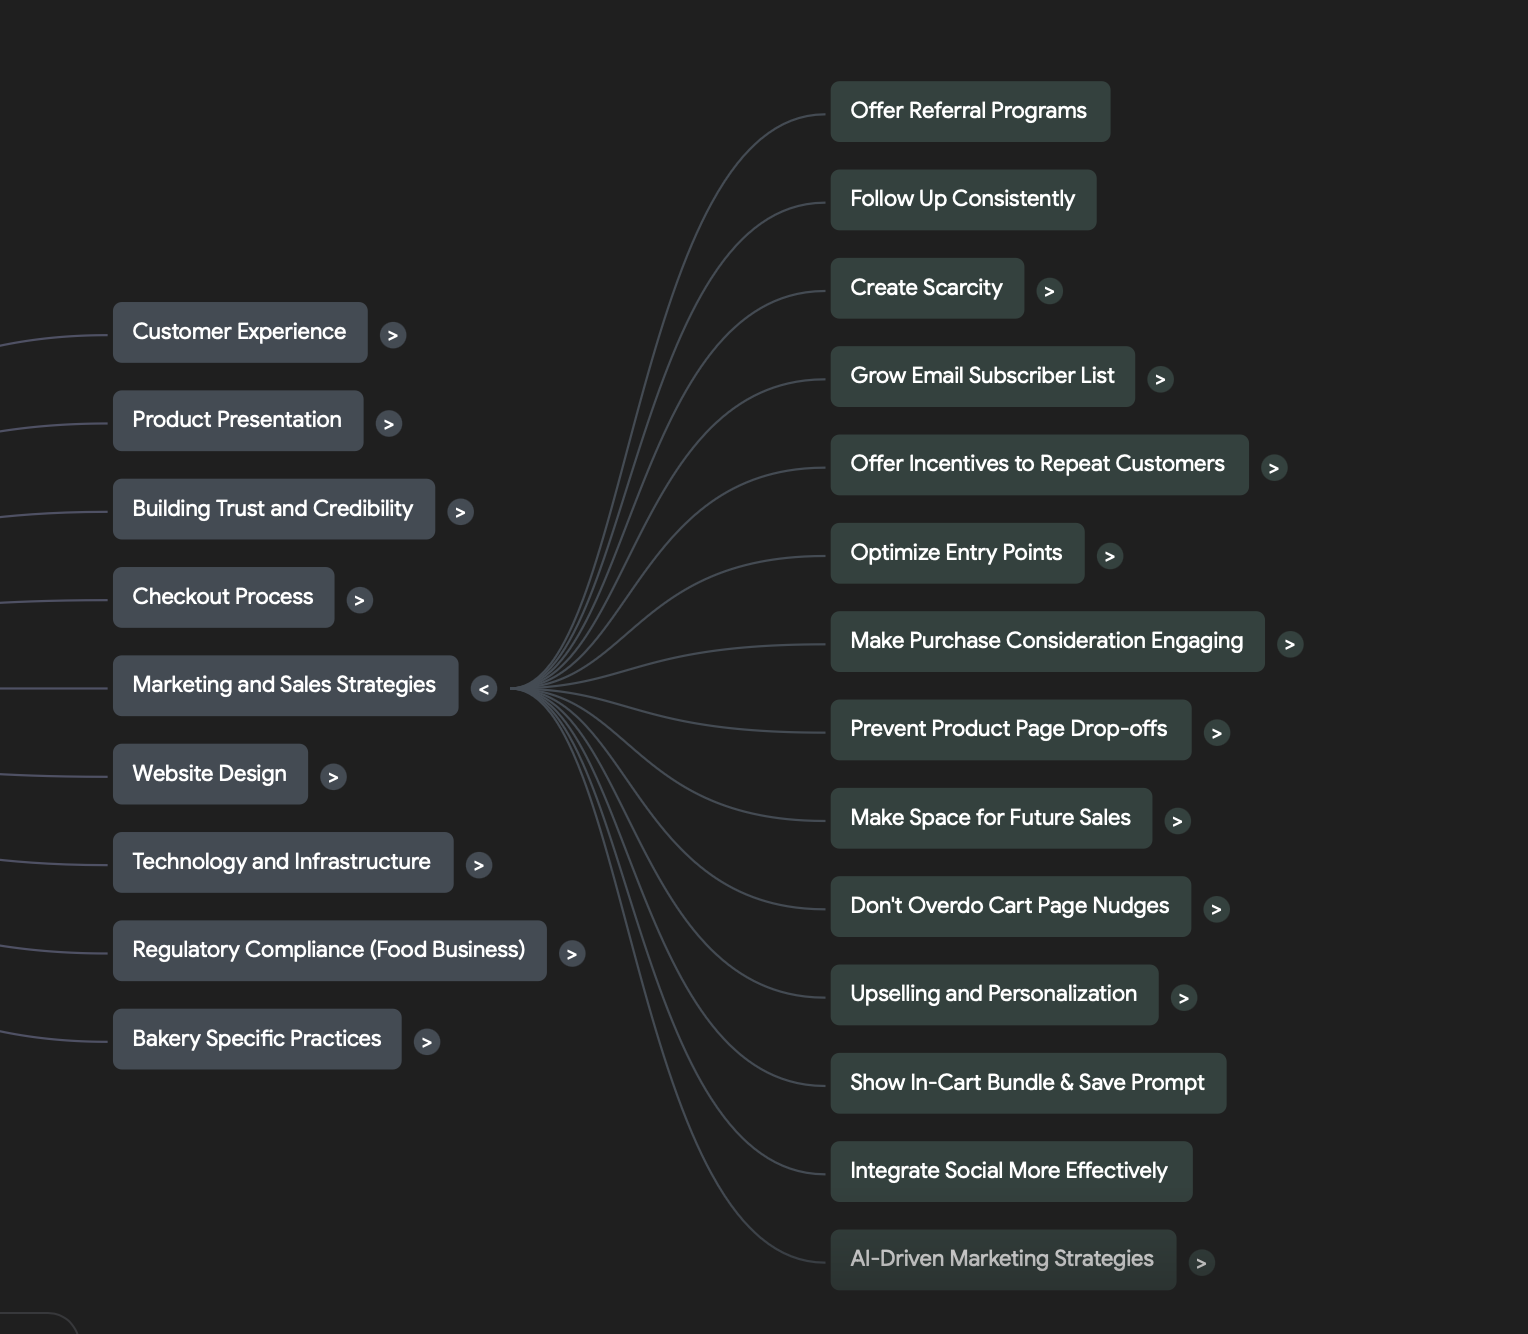 Customer Experience >
Product Presentation >
Building Trust and Credibility >
Checkout Process >
Marketing and Sales Strategies <
Website Design >
Technology and Infrastructure >
Regulatory Compliance (Food Business) >
Bakery Specific Practices >
Offer Referral Programs
Follow Up Consistently
Create Scarcity >
Grow Email Subscriber List >
Offer Incentives to Repeat Customers >
Optimize Entry Points >
Make Purchase Consideration Engaging >
Prevent Product Page Drop-offs >
Make Space for Future Sales >
Don't Overdo Cart Page Nudges >
Upselling and Personalization >
Show In-Cart Bundle & Save Prompt
Integrate Social More Effectively
AI-Driven Marketing Strategies >